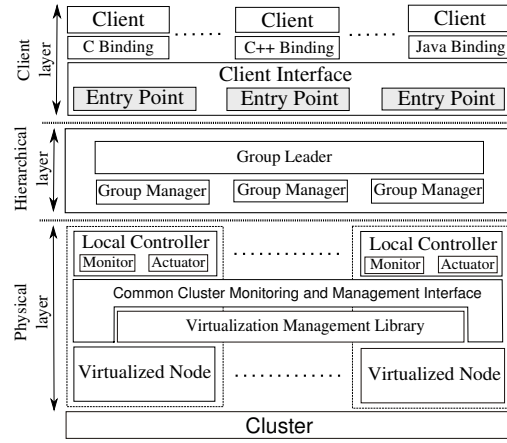 Client
layer
Client Client Client
C Binding C++ Binding Java Binding
Client Interface
Entry Point Entry Point Entry Point
Hierarchical
layer
Group Leader
Group Manager Group Manager Group Manager
Physical
layer
Local Controller Local Controller
Monitor Actuator Monitor Actuator
Common Cluster Monitoring and Management Interface
Virtualization Management Library
Virtualized Node Virtualized Node
Cluster